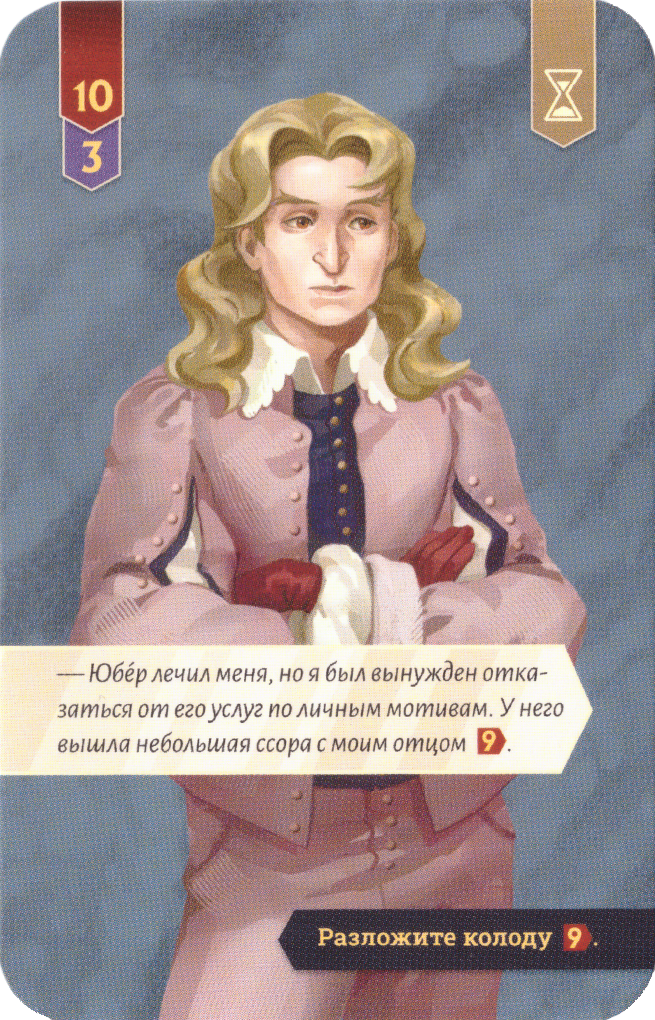 10
3
— Юбе́р лечил меня, но я был вынужден отка-
заться от его услуг по личным мотивам. У него
вышла небольшая ссора с моим отцом 9.
Разложите колоду 9.